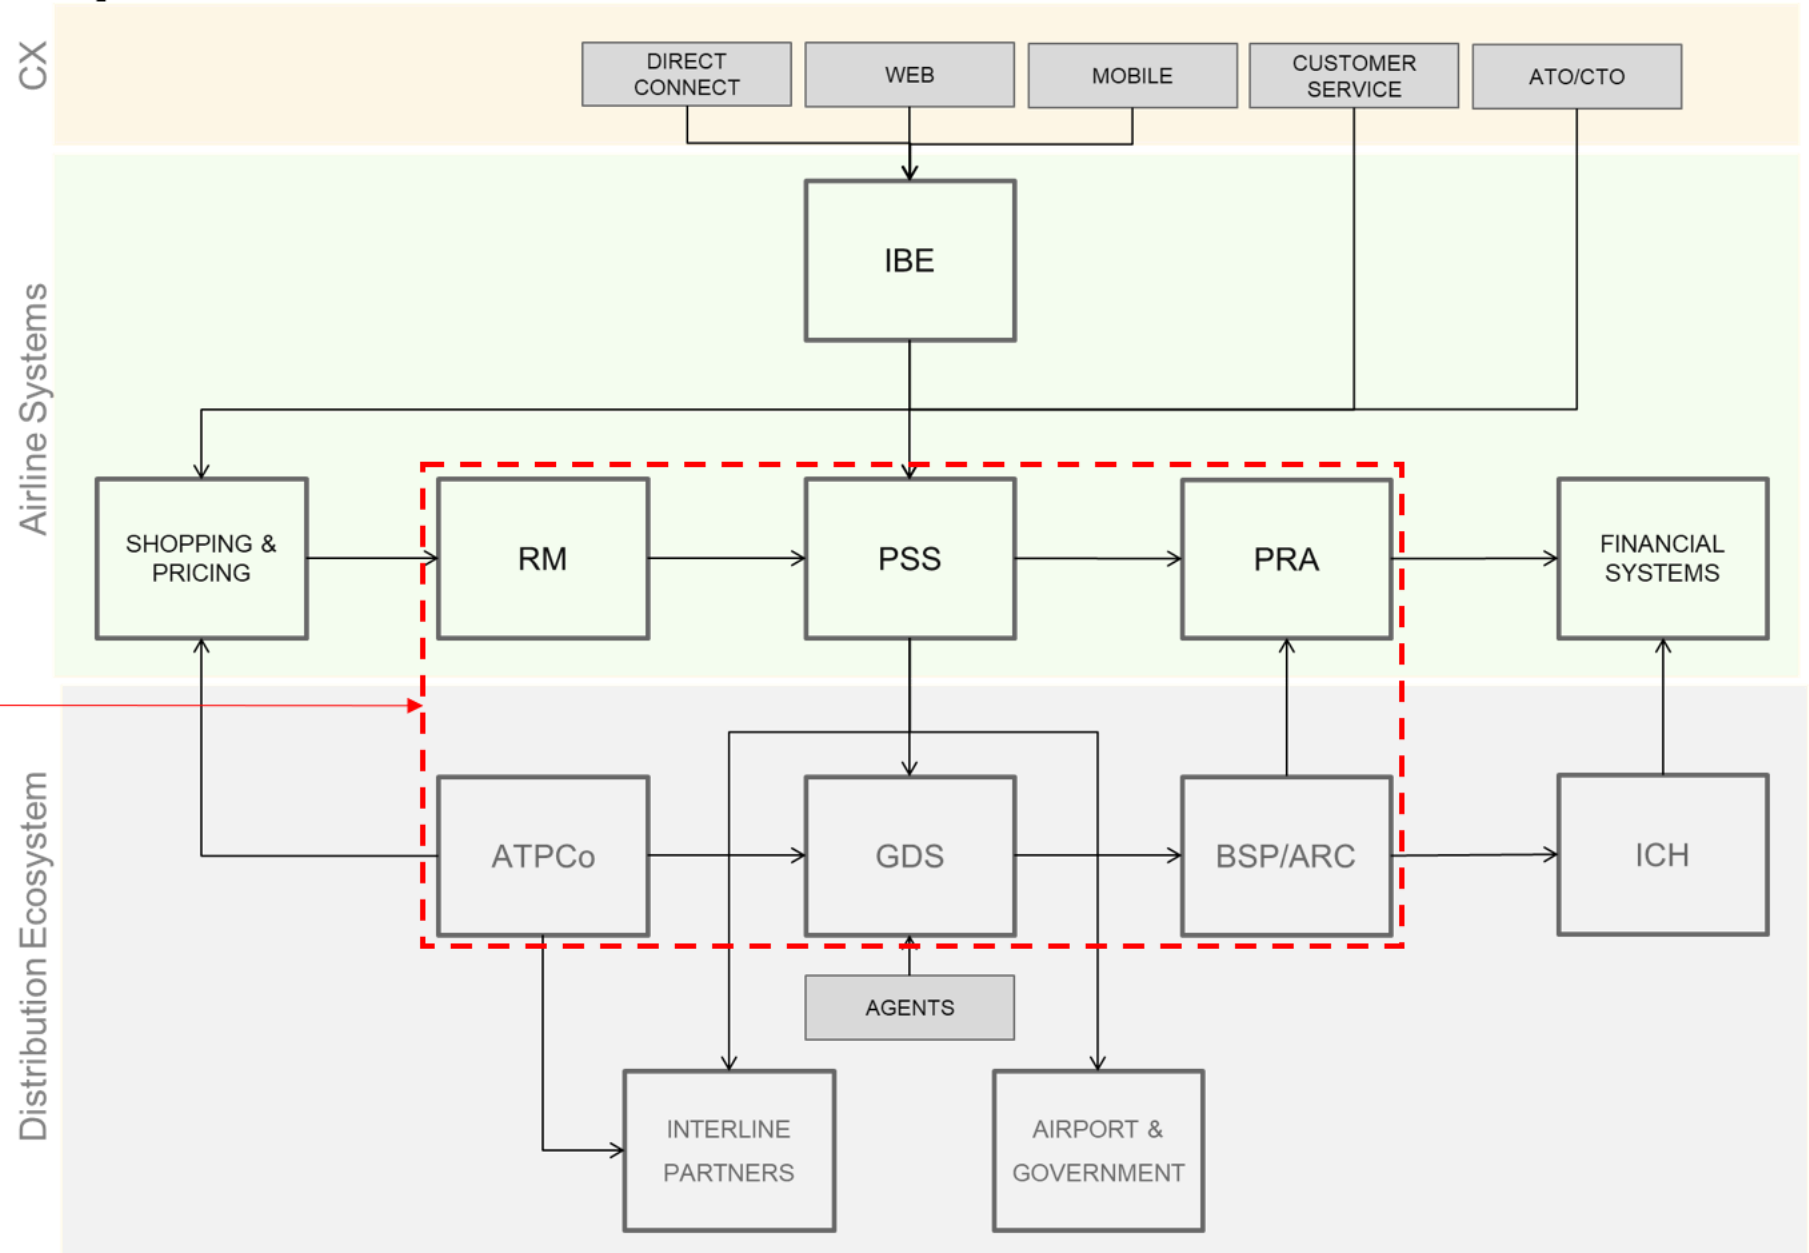 CX
DIRECT
CONNECT
WEB
MOBILE
CUSTOMER
SERVICE
ATO/CTO
Airline Systems
IBE
SHOPPING &
PRICING
RM
PSS
PRA
FINANCIAL
SYSTEMS
Distribution Ecosystem
ATPCo
GDS
BSP/ARC
ICH
AGENTS
INTERLINE
PARTNERS
AIRPORT &
GOVERNMENT